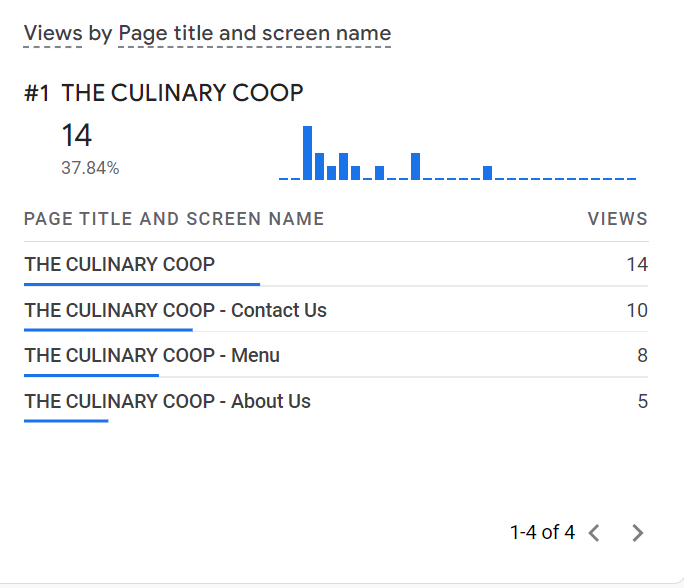 Views by Page title and screen name
#1 THE CULINARY COOP
14
37.84%
PAGE TITLE AND SCREEN NAME VIEWS
THE CULINARY COOP 14
THE CULINARY COOP - Contact Us 10
THE CULINARY COOP - Menu 8
THE CULINARY COOP - About Us 5
1-4 of 4